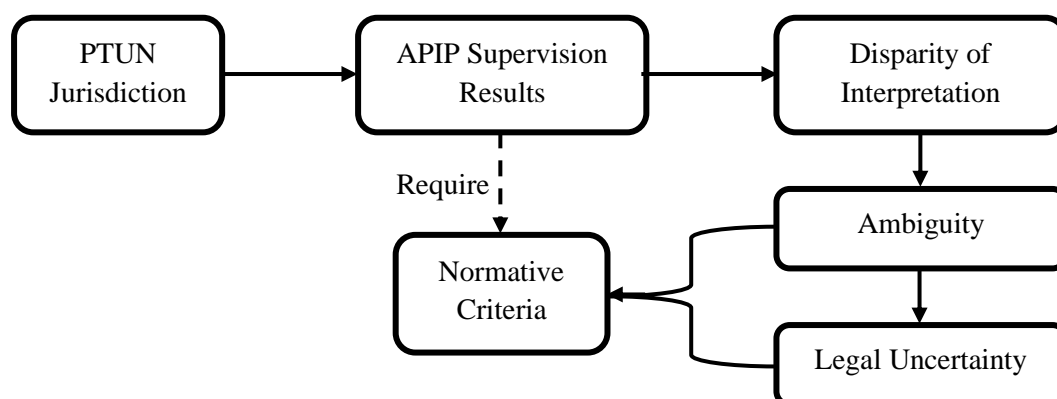 PTUN
Jurisdiction
APIP Supervision
Results
Disparity of
Interpretation
Require
Ambiguity
Normative
Criteria
Legal Uncertainty